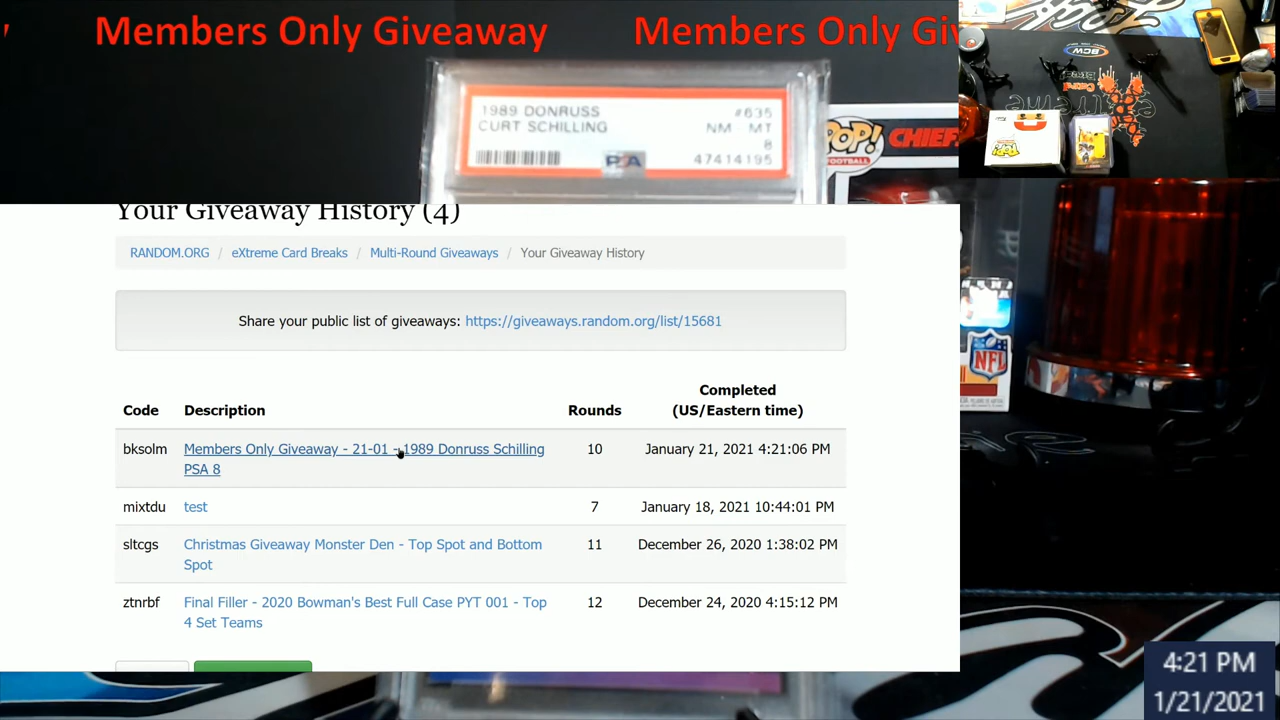 Members Only Giveaway
Members Only Giv
1989 DONRUSS #635
CURT SCHILLING NM MT
8
PSA 47414195
POP! CHIEF
FOOTBALL
BCW
Your Giveaway History (4)
RANDOM.ORG / eXtreme Card Breaks / Multi-Round Giveaways / Your Giveaway History
Share your public list of giveaways: https://giveaways.random.org/list/15681
NFL
Completed
Code Description Rounds (US/Eastern time)
bksolm Members Only Giveaway - 21-01 - 1989 Donruss Schilling 10 January 21, 2021 4:21:06 PM
PSA 8
mixtdu test 7 January 18, 2021 10:44:01 PM
sltcgs Christmas Giveaway Monster Den - Top Spot and Bottom 11 December 26, 2020 1:38:02 PM
Spot
ztnrbf Final Filler - 2020 Bowman's Best Full Case PYT 001 - Top 12 December 24, 2020 4:15:12 PM
4 Set Teams
4:21 PM
1/21/2021